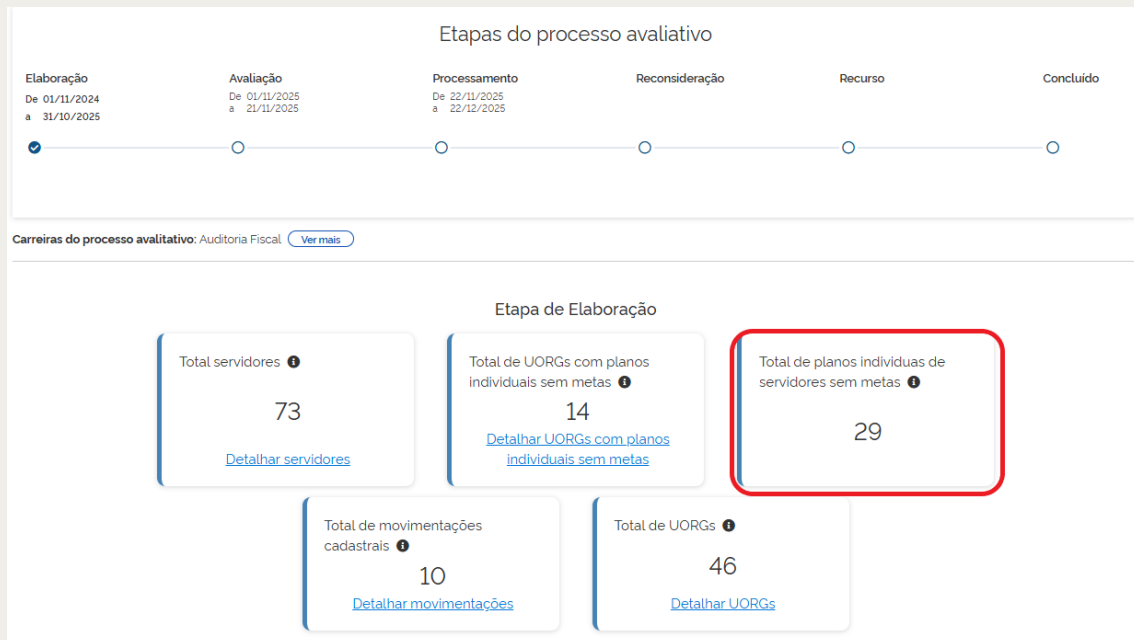 Etapas do processo avaliativo
Elaboração
De 01/11/2024
a 31/10/2025
Avaliação
De 01/11/2025
a 21/11/2025
Processamento
De 22/11/2025
a 22/12/2025
Reconsideração
Recurso
Concluído
Carreiras do processo avalitativo: Auditoria Fiscal Ver mais
Etapa de Elaboração
Total servidores
73
Detalhar servidores
Total de UORGs com planos
individuais sem metas
14
Detalhar UORGs com planos
individuais sem metas
Total de planos individuas de
servidores sem metas
29
Total de movimentações
cadastrais
10
Detalhar movimentações
Total de UORGs
46
Detalhar UORGs